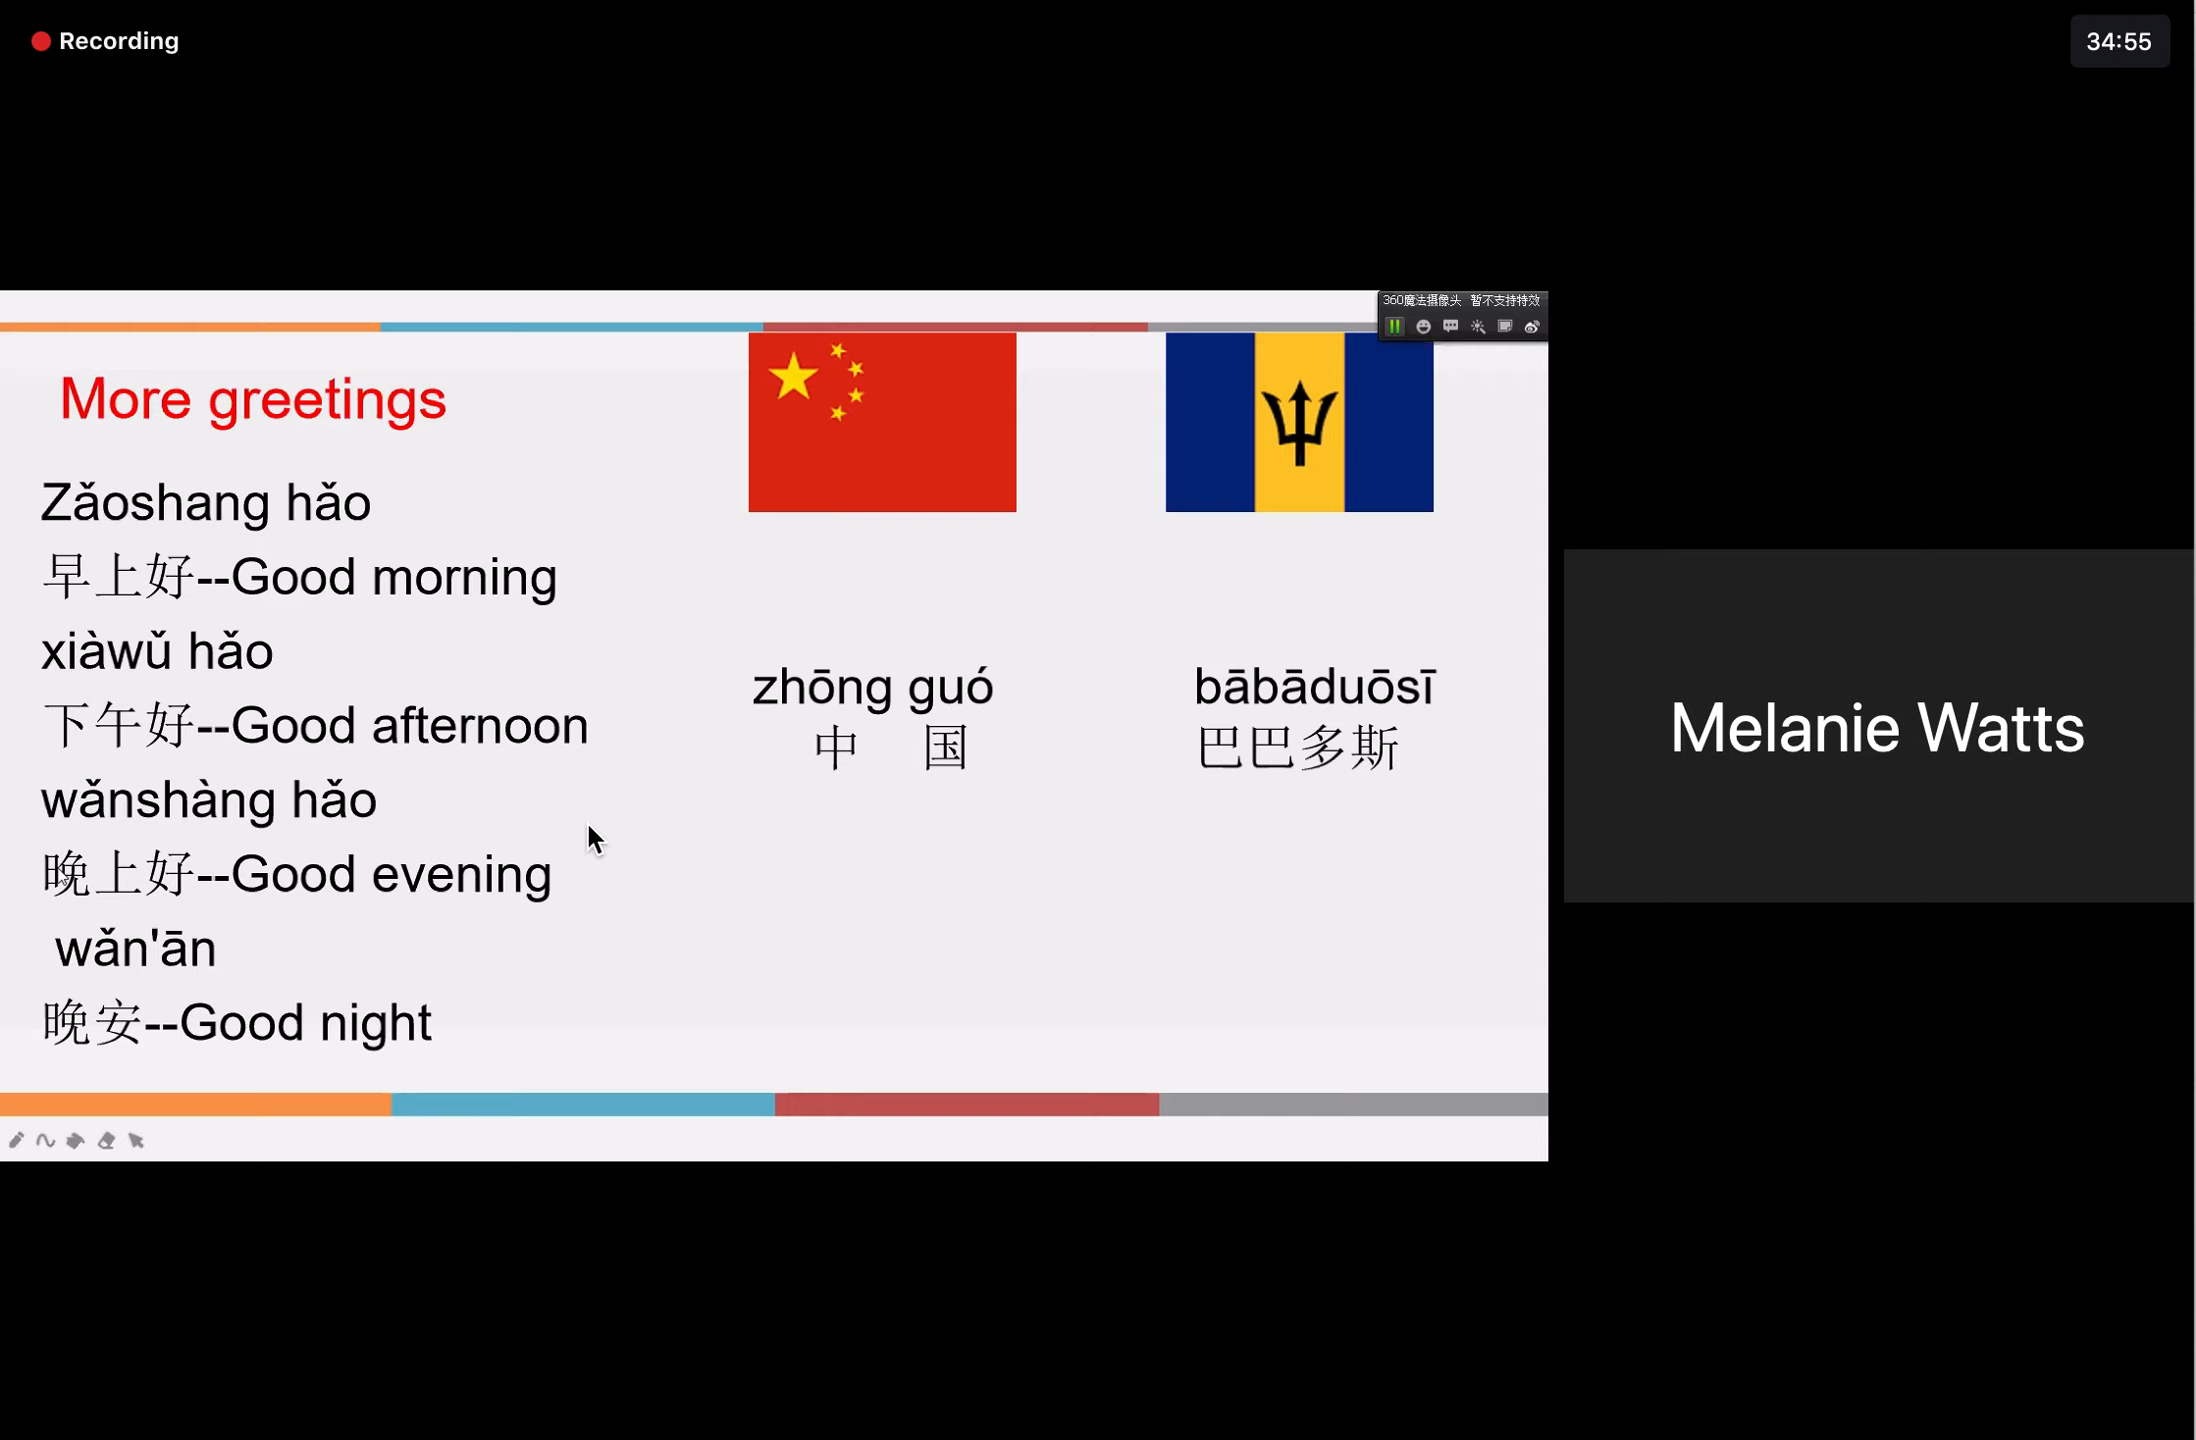 Recording
34:55
360魔法摄像头 暂不支持特效
More greetings
Zǎoshang hǎo
早上好--Good morning
xiàwǔ hǎo
下午好--Good afternoon
wǎnshàng hǎo
晚上好--Good evening
wǎn'ān
晚安--Good night
zhōng guó
中 国
bābāduōsī
巴巴多斯
Melanie Watts